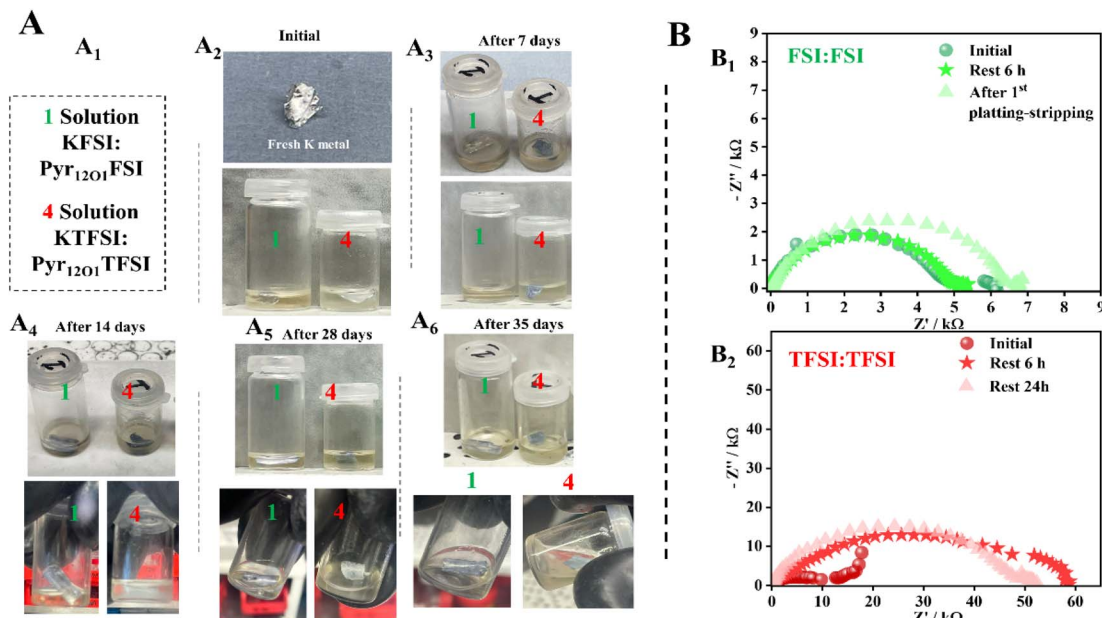 A
A1
1 Solution
KFSI:
Pyr12O1FSI
4 Solution
KTFSI:
Pyr12O1TFSI
A2
Initial
Fresh K metal
1
4
A3
After 7 days
1
4
1
4
A4
After 14 days
1
4
1
4
A5
After 28 days
1
4
1
4
A6
After 35 days
1
4
1
4
B
B1
FSI:FSI
Initial
Rest 6 h
After 1st
platting-stripping
- Z'' / kΩ
9
8
7
6
5
4
3
2
1
0
0 1 2 3 4 5 6 7 8 9
Z' / kΩ
B2
TFSI:TFSI
Initial
Rest 6 h
Rest 24h
- Z'' / kΩ
60
50
40
30
20
10
0
0 10 20 30 40 50 60
Z' / kΩ